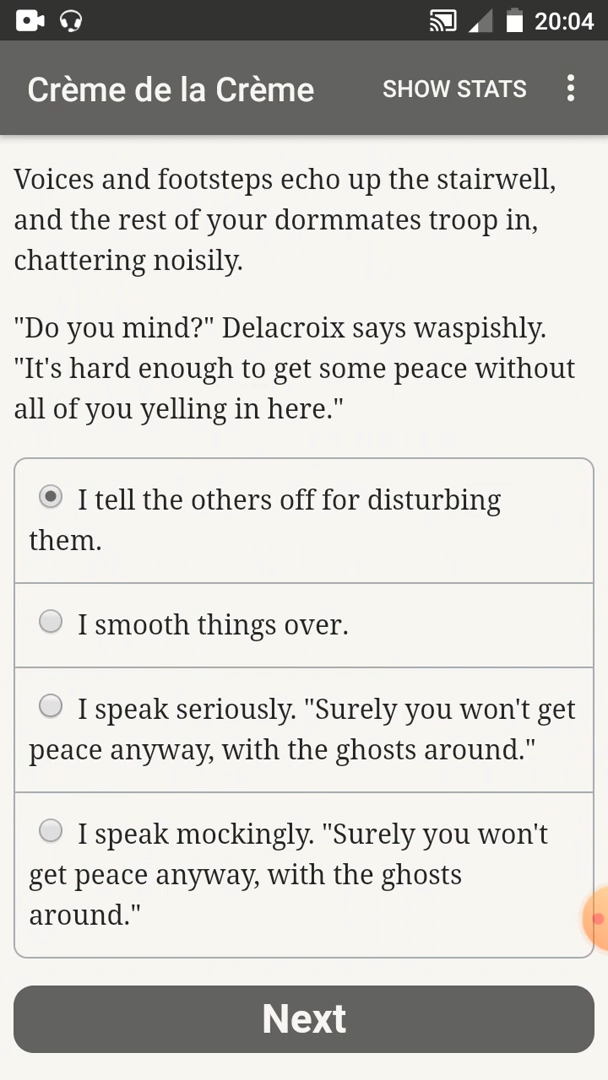 20:04
Crème de la Crème
SHOW STATS
Voices and footsteps echo up the stairwell,
and the rest of your dormmates troop in,
chattering noisily.
"Do you mind?" Delacroix says waspishly.
"It's hard enough to get some peace without
all of you yelling in here."
I tell the others off for disturbing
them.
I smooth things over.
I speak seriously. "Surely you won't get
peace anyway, with the ghosts around."
I speak mockingly. "Surely you won't
get peace anyway, with the ghosts
around."
Next